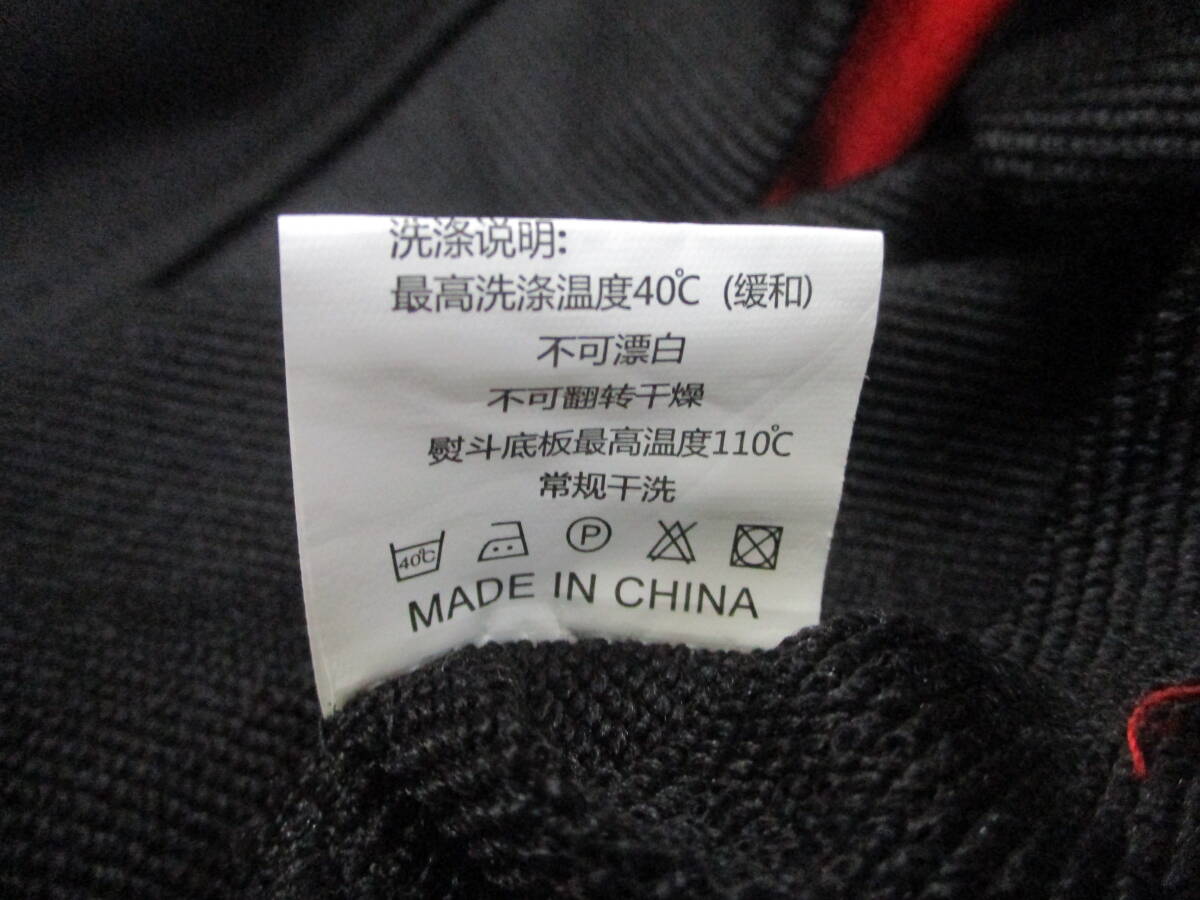 洗涤说明:
最高洗涤温度40℃ (缓和)
不可漂白
不可翻转干燥
熨斗底板最高温度110℃
常规干洗
40℃ P
MADE IN CHINA